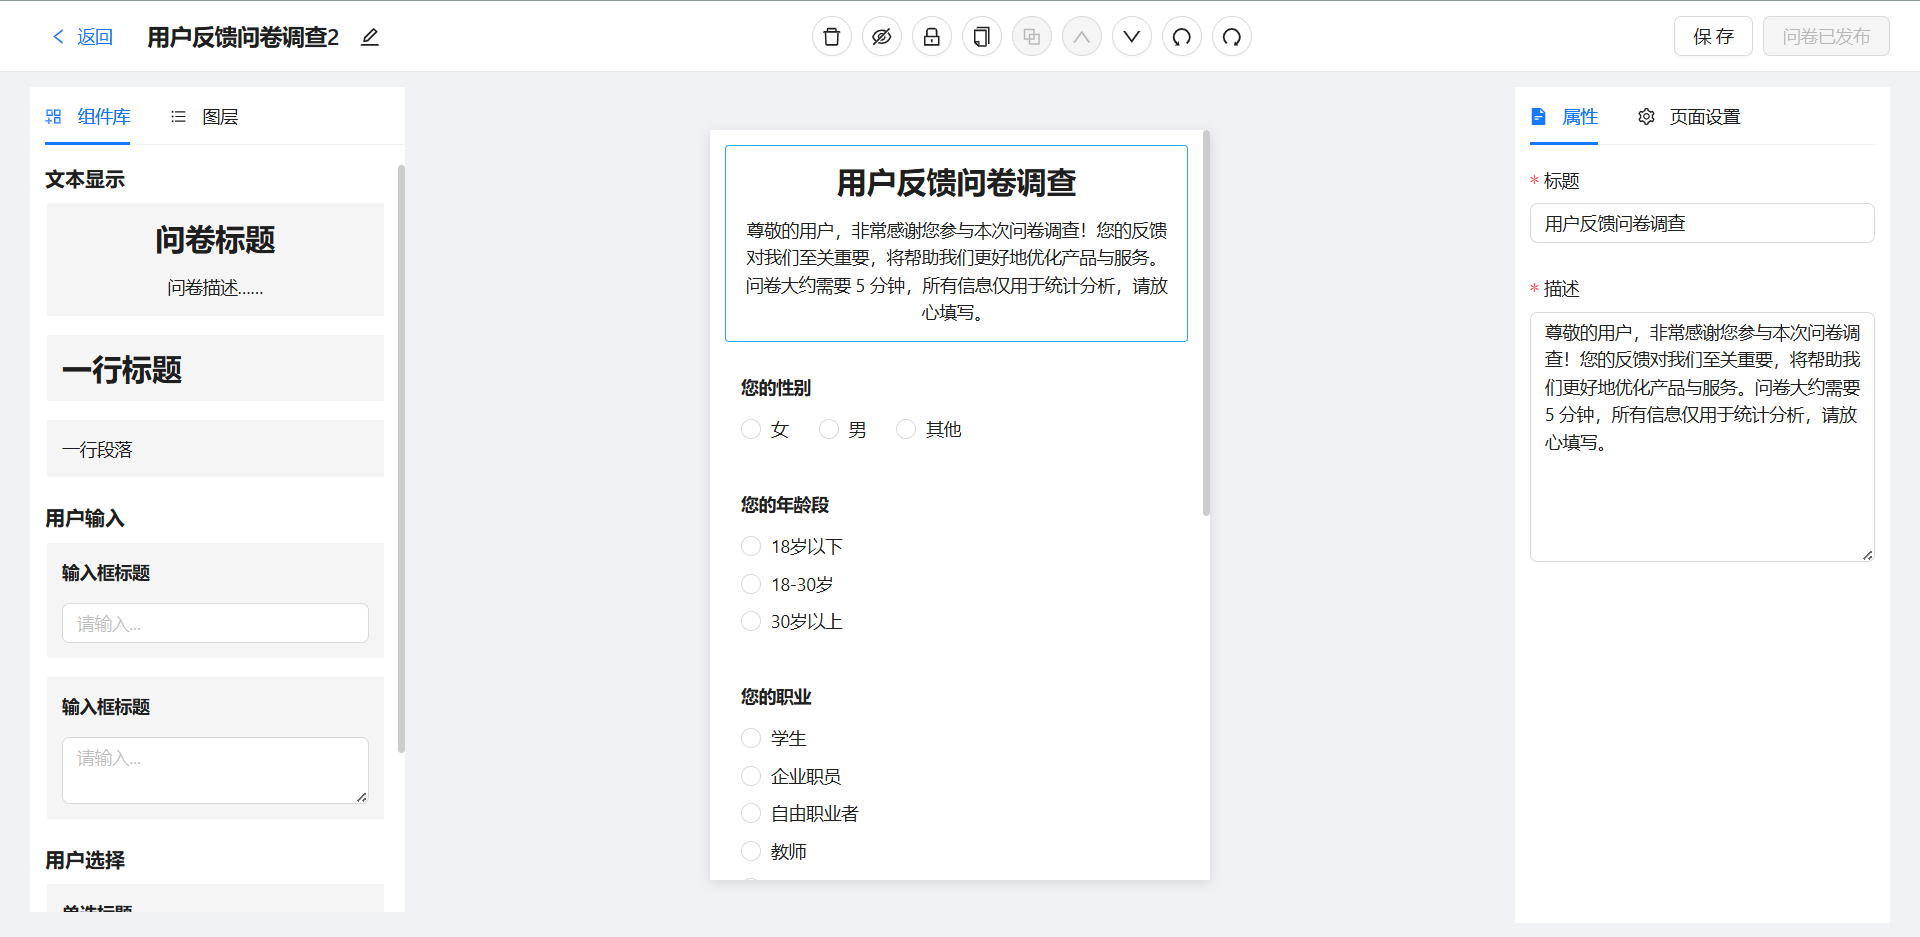 返回
用户反馈问卷调查2
保 存
问卷已发布
组件库
图层
文本显示
问卷标题
问卷描述......
一行标题
一行段落
用户输入
输入框标题
请输入...
输入框标题
请输入...
用户选择
单选标题
用户反馈问卷调查
尊敬的用户，非常感谢您参与本次问卷调查！您的反馈
对我们至关重要，将帮助我们更好地优化产品与服务。
问卷大约需要 5 分钟，所有信息仅用于统计分析，请放
心填写。
您的性别
女
男
其他
您的年龄段
18岁以下
18-30岁
30岁以上
您的职业
学生
企业职员
自由职业者
教师
属性
页面设置
* 标题
用户反馈问卷调查
* 描述
尊敬的用户，非常感谢您参与本次问卷调
查！您的反馈对我们至关重要，将帮助我
们更好地优化产品与服务。问卷大约需要
5 分钟，所有信息仅用于统计分析，请放
心填写。